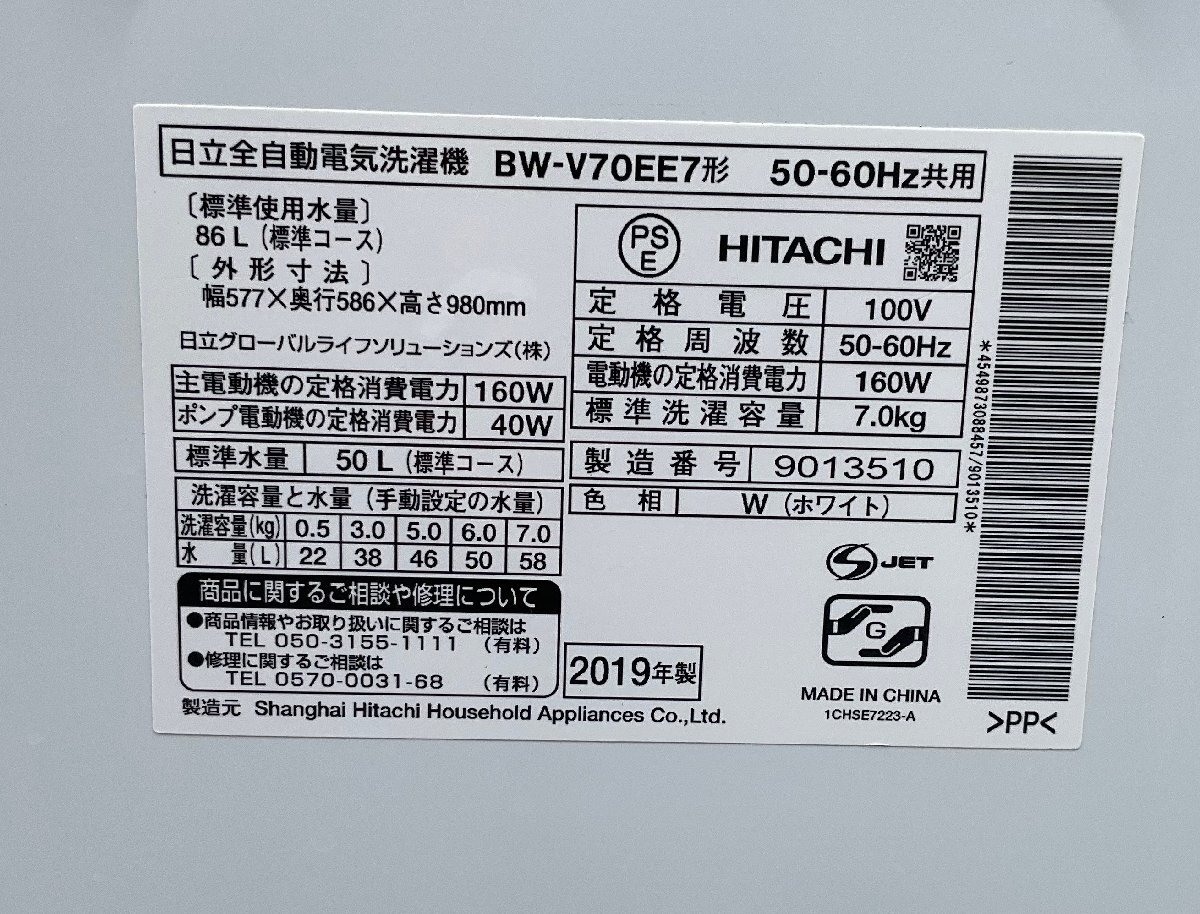 日立全自動電気洗濯機 BW-V70EE7形 50-60Hz共用
〔標準使用水量〕
86 L (標準コース)
〔外形寸法〕
幅577×奥行586×高さ980mm
日立グローバルライフソリューションズ(株)
主電動機の定格消費電力 160W
ポンプ電動機の定格消費電力 40W
標準水量 50 L (標準コース)
洗濯容量と水量 (手動設定の水量)
洗濯容量(kg) 0.5 3.0 5.0 6.0 7.0
水 量(L) 22 38 46 50 58
商品に関するご相談や修理について
●商品情報やお取り扱いに関するご相談は
TEL 050-3155-1111 (有料)
●修理に関するご相談は
TEL 0570-0031-68 (有料)
製造元 Shanghai Hitachi Household Appliances Co.,Ltd.
2019年製
PS
E
HITACHI
定格電圧 100V
定格周波数 50-60Hz
電動機の定格消費電力 160W
標準洗濯容量 7.0kg
製造番号 9013510
色相 W (ホワイト)
S JET
G
MADE IN CHINA
1CHSE7223-A
*4549873088457/9013510*
>PP<